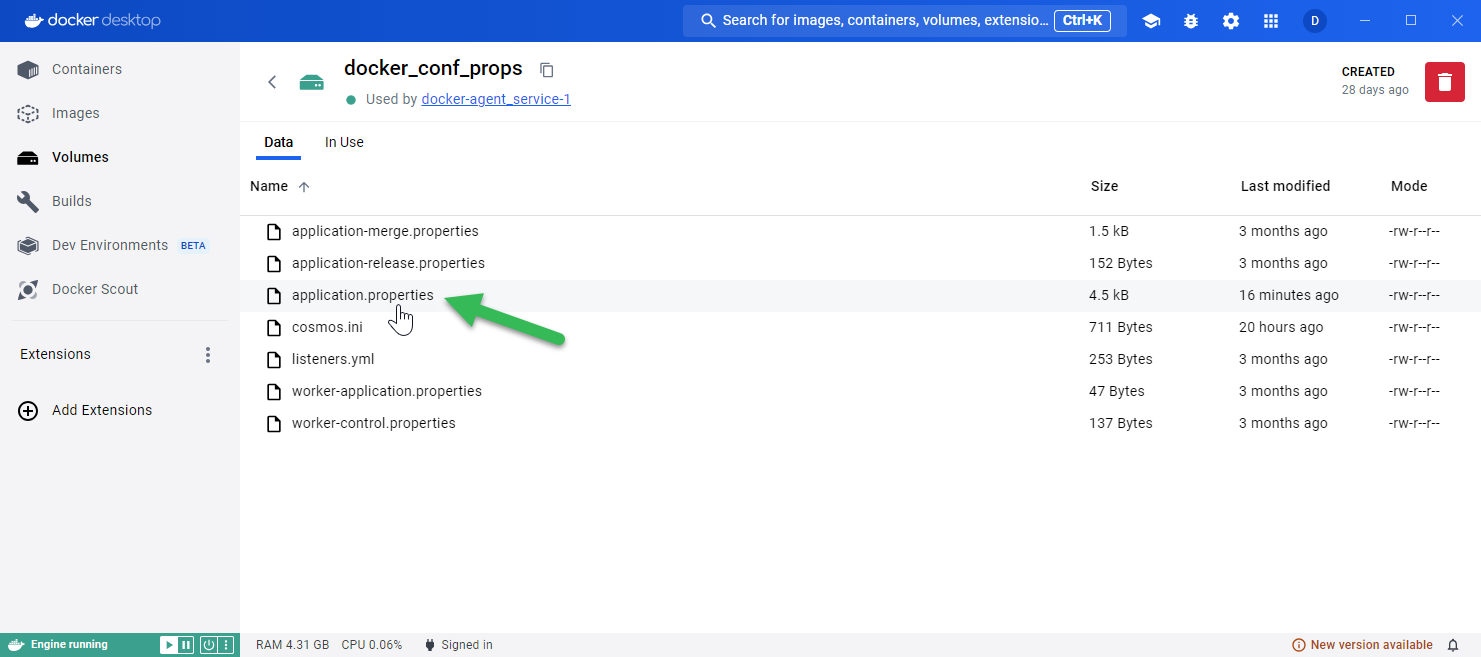 docker desktop
Search for images, containers, volumes, extensio... Ctrl+K
D
Containers
Images
Volumes
Builds
Dev Environments BETA
Docker Scout
Extensions
Add Extensions
docker_conf_props
Used by docker-agent_service-1
CREATED
28 days ago
Data In Use
Name Size Last modified Mode
application-merge.properties 1.5 kB 3 months ago -rw-r--r--
application-release.properties 152 Bytes 3 months ago -rw-r--r--
application.properties 4.5 kB 16 minutes ago -rw-r--r--
cosmos.ini 711 Bytes 20 hours ago -rw-r--r--
listeners.yml 253 Bytes 3 months ago -rw-r--r--
worker-application.properties 47 Bytes 3 months ago -rw-r--r--
worker-control.properties 137 Bytes 3 months ago -rw-r--r--
Engine running RAM 4.31 GB CPU 0.06% Signed in New version available